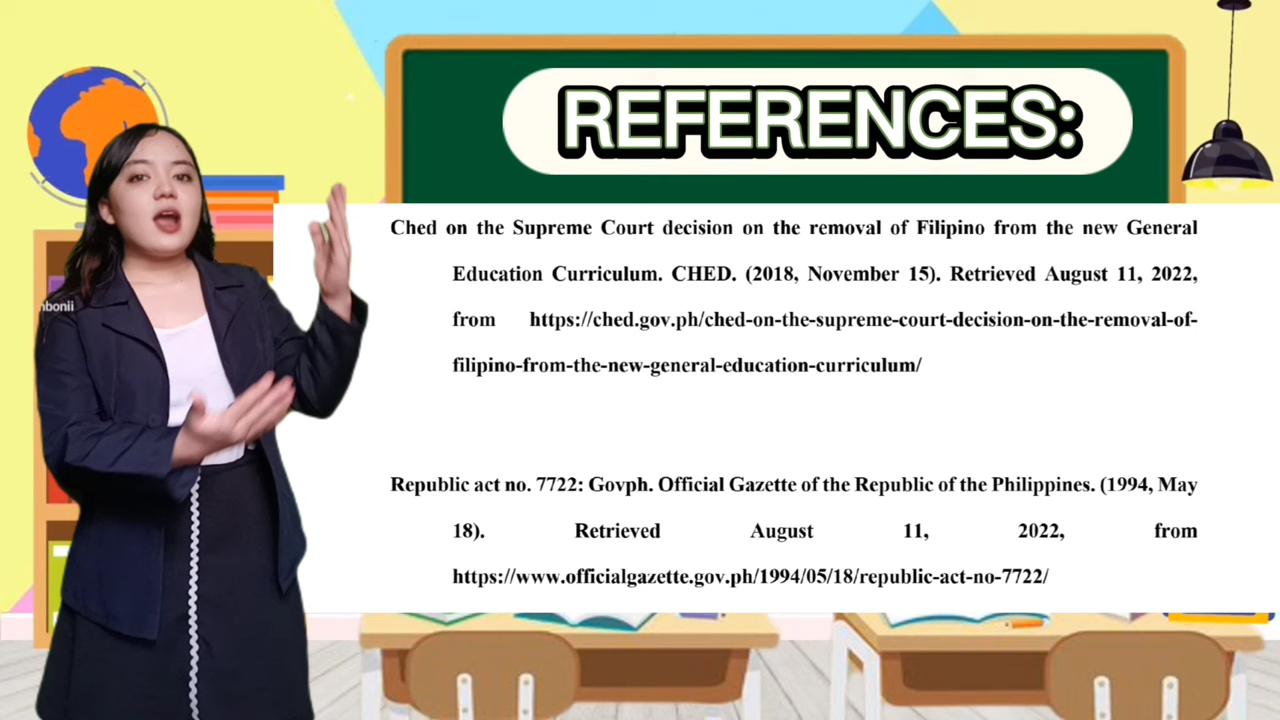 REFERENCES:
Ched on the Supreme Court decision on the removal of Filipino from the new General
Education Curriculum. CHED. (2018, November 15). Retrieved August 11, 2022,
from https://ched.gov.ph/ched-on-the-supreme-court-decision-on-the-removal-of-
filipino-from-the-new-general-education-curriculum/
nbonii
Republic act no. 7722: Govph. Official Gazette of the Republic of the Philippines. (1994, May
18). Retrieved August 11, 2022, from
https://www.officialgazette.gov.ph/1994/05/18/republic-act-no-7722/